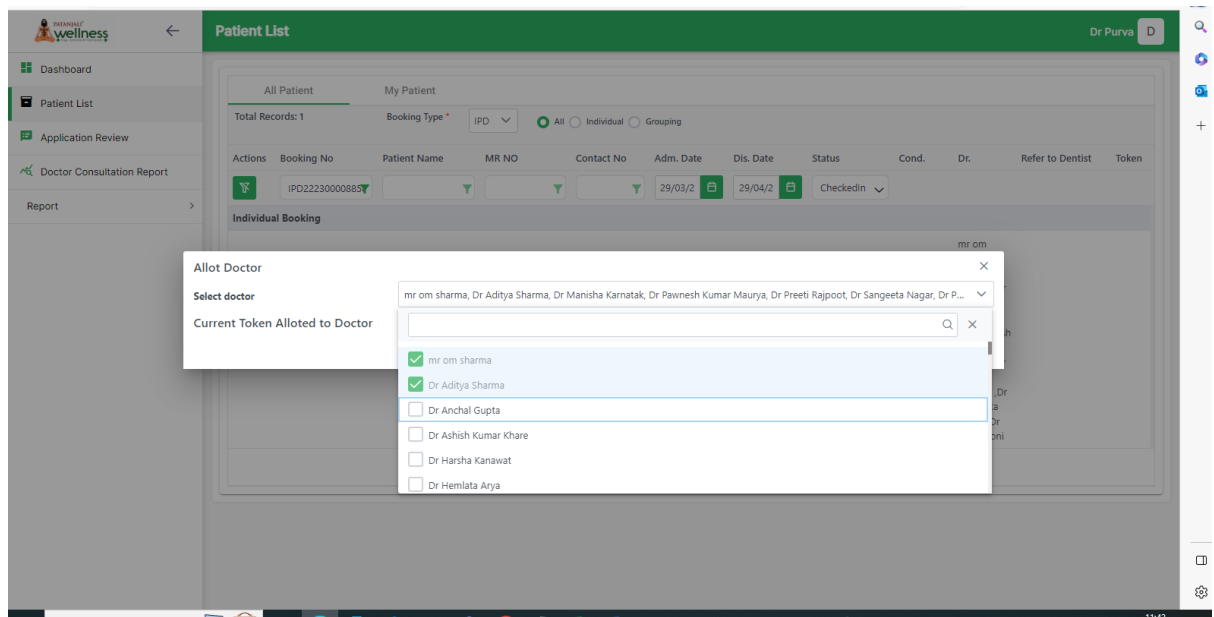 PATANJALI
wellness
Patient List
Dr Purva D
Dashboard
Patient List
Application Review
Doctor Consultation Report
Report
All Patient My Patient
Total Records: 1 Booking Type * IPD All Individual Grouping
Actions Booking No Patient Name MR NO Contact No Adm. Date Dis. Date Status Cond. Dr. Refer to Dentist Token
IPD22230000885 29/03/2 29/04/2 CheckedIn
Individual Booking
mr om
Allot Doctor
Select doctor mr om sharma, Dr Aditya Sharma, Dr Manisha Karnatak, Dr Pawnesh Kumar Maurya, Dr Preeti Rajpoot, Dr Sangeeta Nagar, Dr P...
Current Token Alloted to Doctor
mr om sharma
Dr Aditya Sharma
Dr Anchal Gupta
Dr Ashish Kumar Khare
Dr Harsha Kanawat
Dr Hemlata Arya
,Dr
Dr
11:42